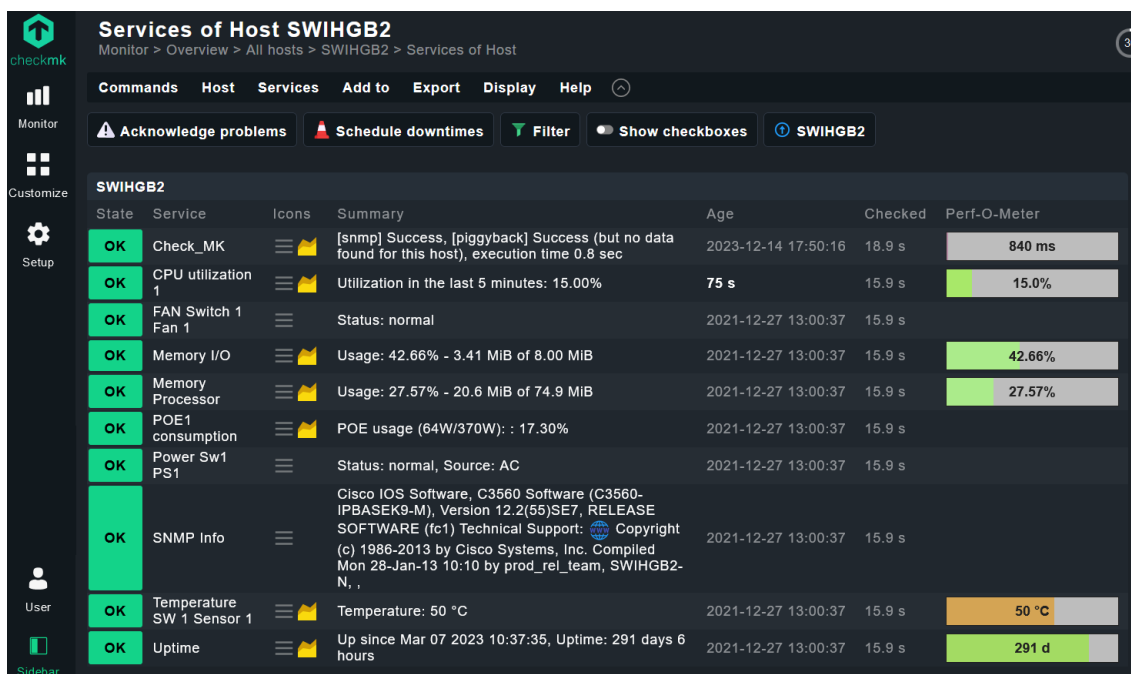 checkmk
Monitor
Customize
Setup
User
Sidebar
Services of Host SWIHGB2
Monitor > Overview > All hosts > SWIHGB2 > Services of Host
3
Commands Host Services Add to Export Display Help
Acknowledge problems Schedule downtimes Filter Show checkboxes SWIHGB2
SWIHGB2
State Service Icons Summary Age Checked Perf-O-Meter
OK Check_MK [snmp] Success, [piggyback] Success (but no data
found for this host), execution time 0.8 sec 2023-12-14 17:50:16 18.9 s 840 ms
OK CPU utilization
1 Utilization in the last 5 minutes: 15.00% 75 s 15.9 s 15.0%
OK FAN Switch 1
Fan 1 Status: normal 2021-12-27 13:00:37 15.9 s
OK Memory I/O Usage: 42.66% - 3.41 MiB of 8.00 MiB 2021-12-27 13:00:37 15.9 s 42.66%
OK Memory
Processor Usage: 27.57% - 20.6 MiB of 74.9 MiB 2021-12-27 13:00:37 15.9 s 27.57%
OK POE1
consumption POE usage (64W/370W): : 17.30% 2021-12-27 13:00:37 15.9 s
OK Power Sw1
PS1 Status: normal, Source: AC 2021-12-27 13:00:37 15.9 s
OK SNMP Info Cisco IOS Software, C3560 Software (C3560-
IPBASEK9-M), Version 12.2(55)SE7, RELEASE
SOFTWARE (fc1) Technical Support: www Copyright
(c) 1986-2013 by Cisco Systems, Inc. Compiled
Mon 28-Jan-13 10:10 by prod_rel_team, SWIHGB2-
N, , 2021-12-27 13:00:37 15.9 s
OK Temperature
SW 1 Sensor 1 Temperature: 50 °C 2021-12-27 13:00:37 15.9 s 50 °C
OK Uptime Up since Mar 07 2023 10:37:35, Uptime: 291 days 6
hours 2021-12-27 13:00:37 15.9 s 291 d